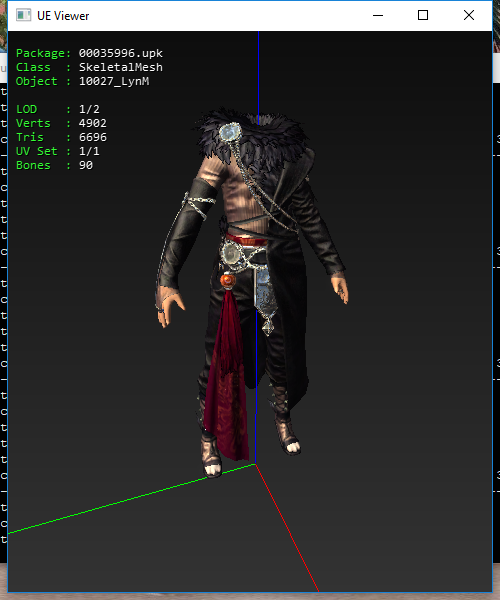 UE Viewer
Package: 00035996.upk
Class : SkeletalMesh
Object : 10027_LynM
LOD : 1/2
Verts : 4902
Tris : 6696
UV Set : 1/1
Bones : 90